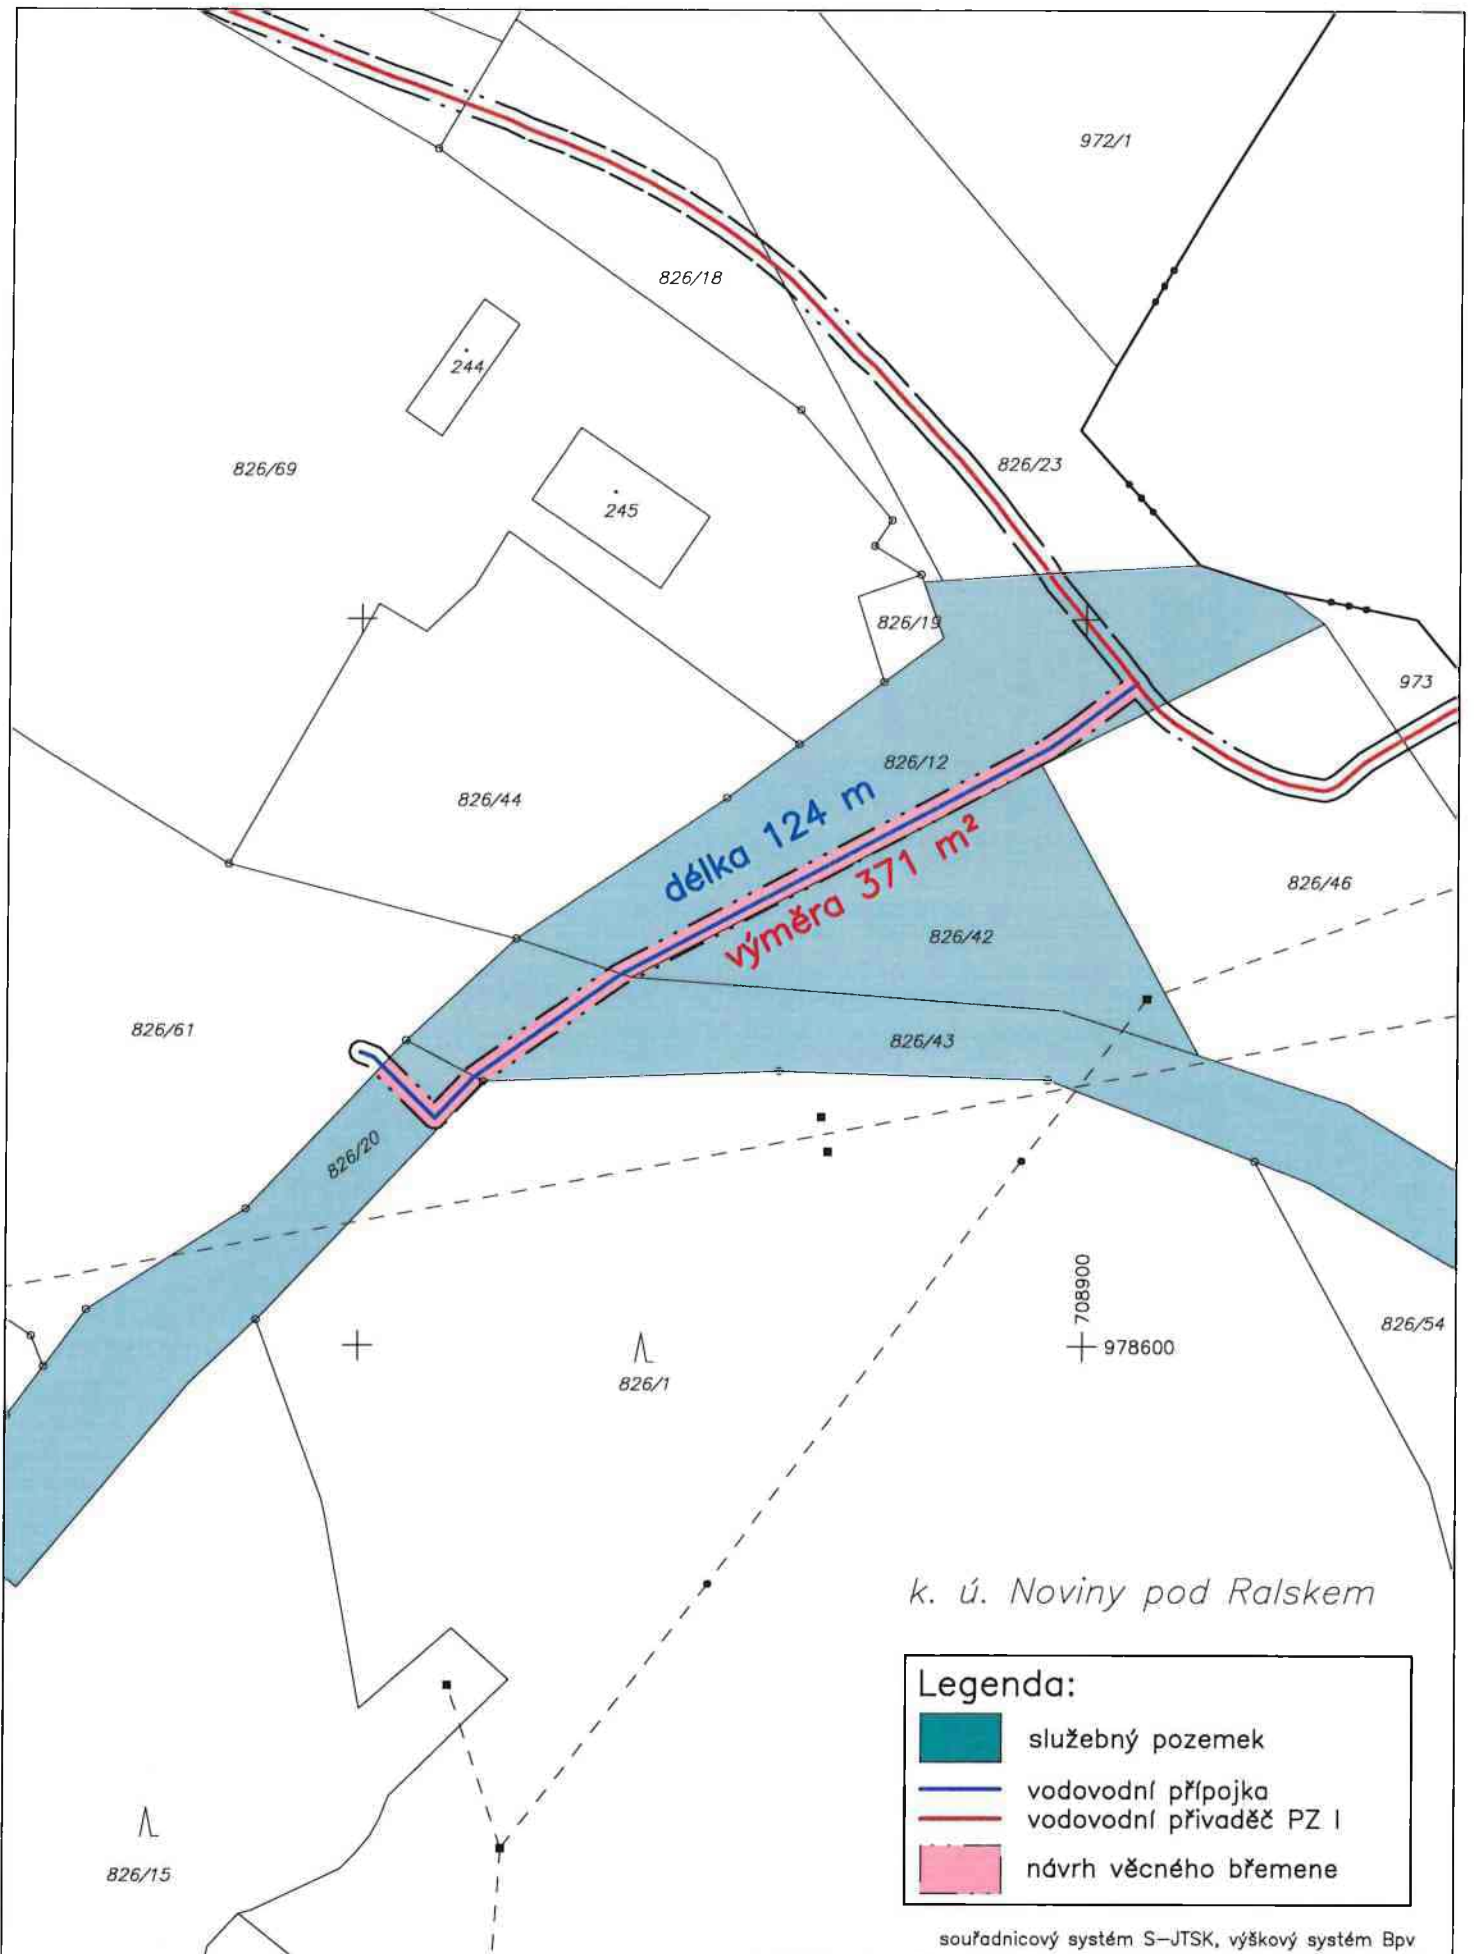 972/1
826/18
244
826/69
245
826/23
826/19
973
826/12
826/44
délka 124 m
výměra 371 m²
826/46
826/42
826/61
826/43
826/20
708900
978600
826/54
826/1
k. ú. Noviny pod Ralskem
Legenda:
služebný pozemek
vodovodní přípojka
vodovodní přivaděč PZ I
návrh věcného břemene
826/15
souřadnicový systém S-JTSK, výškový systém Bpv